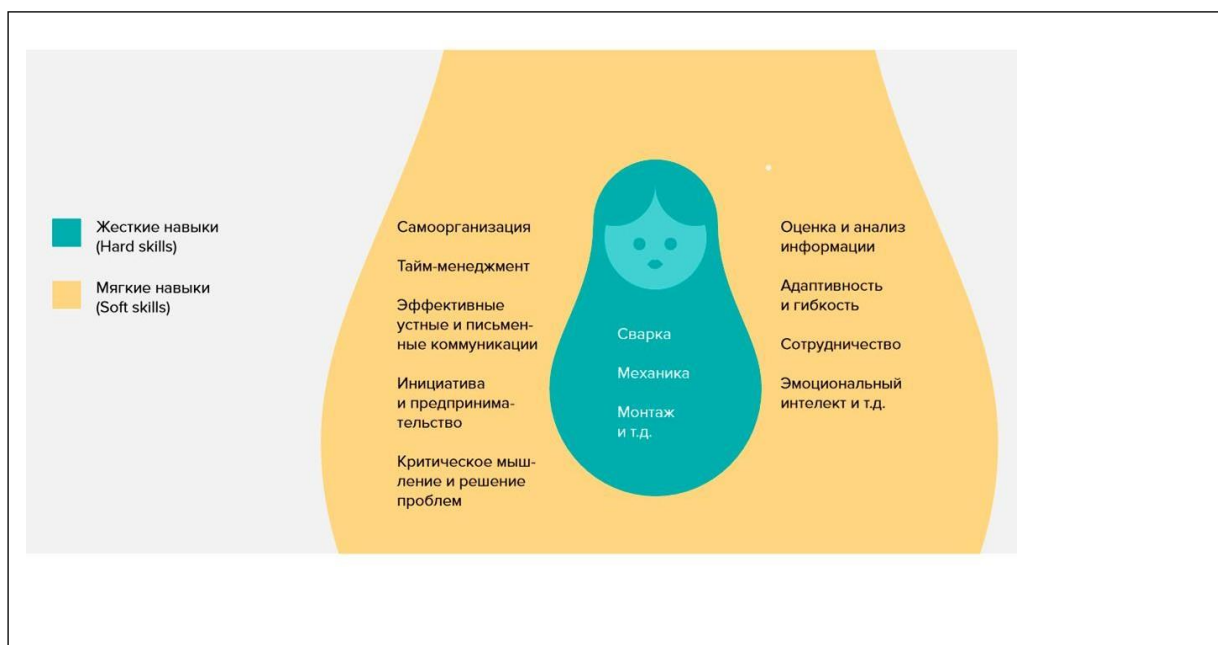 Жесткие навыки
(Hard skills)
Мягкие навыки
(Soft skills)
Самоорганизация
Тайм-менеджмент
Эффективные
устные и письмен-
ные коммуникации
Инициатива
и предпринима-
тельство
Критическое мыш-
ление и решение
проблем
Сварка
Механика
Монтаж
и т.д.
Оценка и анализ
информации
Адаптивность
и гибкость
Сотрудничество
Эмоциональный
интелект и т.д.